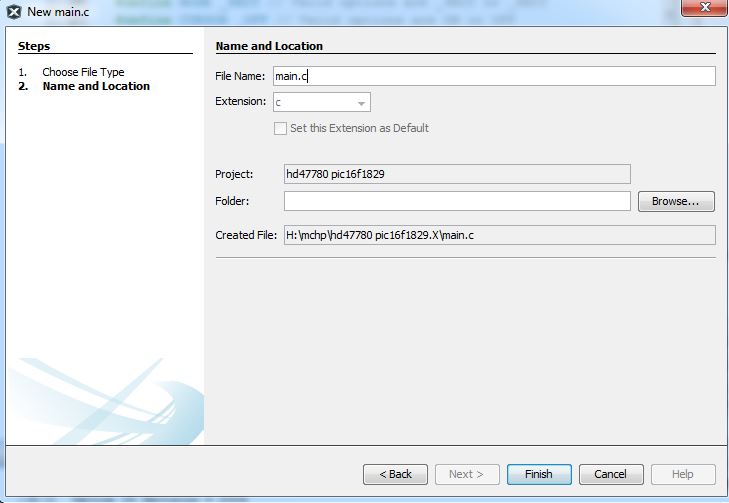 New main.c
Steps
1. Choose File Type
2. Name and Location
Name and Location
File Name: main.c
Extension: c
Set this Extension as Default
Project: hd47780 pic16f1829
Folder: Browse...
Created File: H:\mchp\hd47780 pic16f1829.X\main.c
< Back Next > Finish Cancel Help